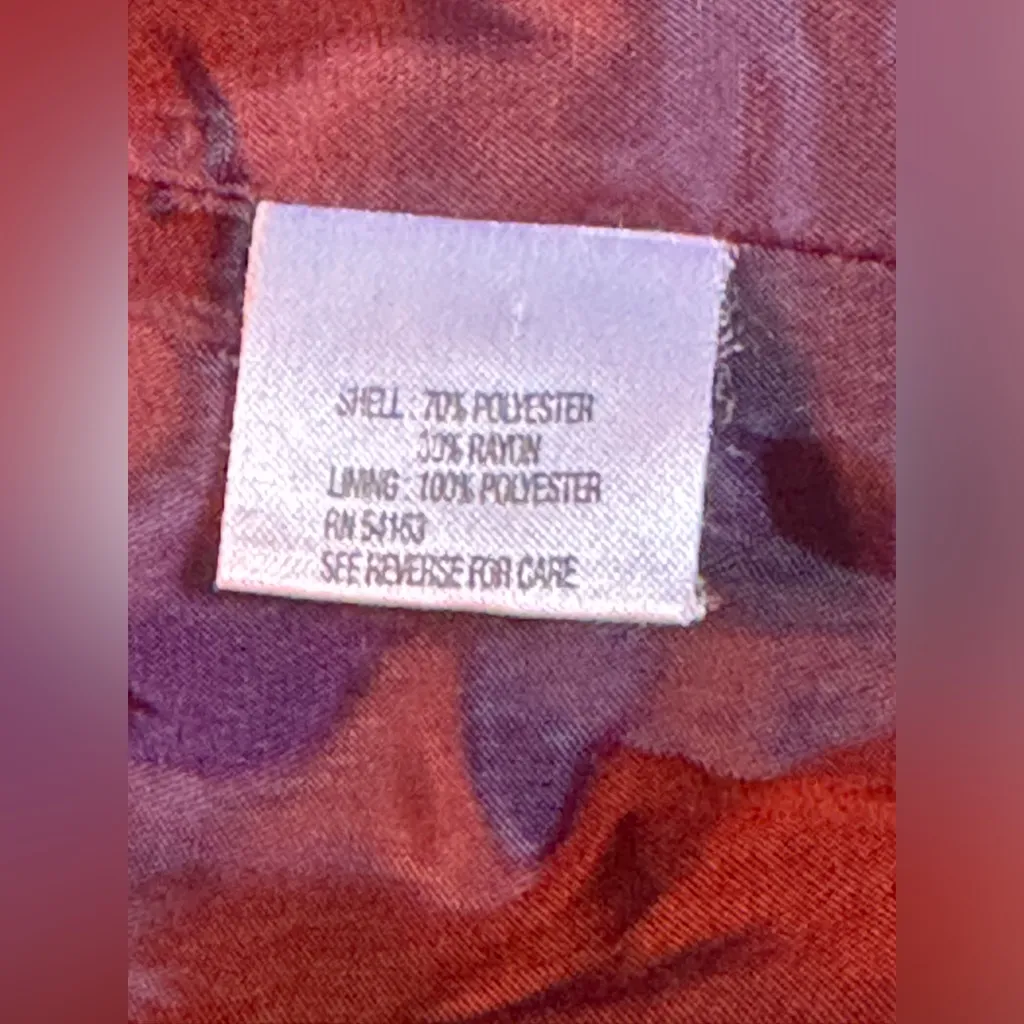 SHELL : 70% POLYESTER
30% RAYON
LINING : 100% POLYESTER
RN 54163
SEE REVERSE FOR CARE